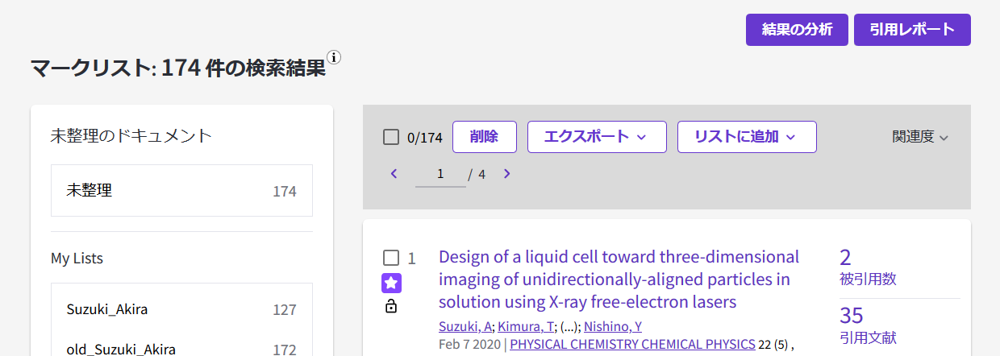 結果の分析
引用レポート
マークリスト: 174 件の検索結果
未整理のドキュメント
未整理 174
My Lists
Suzuki_Akira 127
old_Suzuki_Akira 172
0/174 削除 エクスポート リストに追加 関連度
1 / 4
1
Design of a liquid cell toward three-dimensional
imaging of unidirectionally-aligned particles in
solution using X-ray free-electron lasers
Suzuki, A; Kimura, T; (...); Nishino, Y
Feb 7 2020 | PHYSICAL CHEMISTRY CHEMICAL PHYSICS 22 (5) ,
2
被引用数
35
引用文献